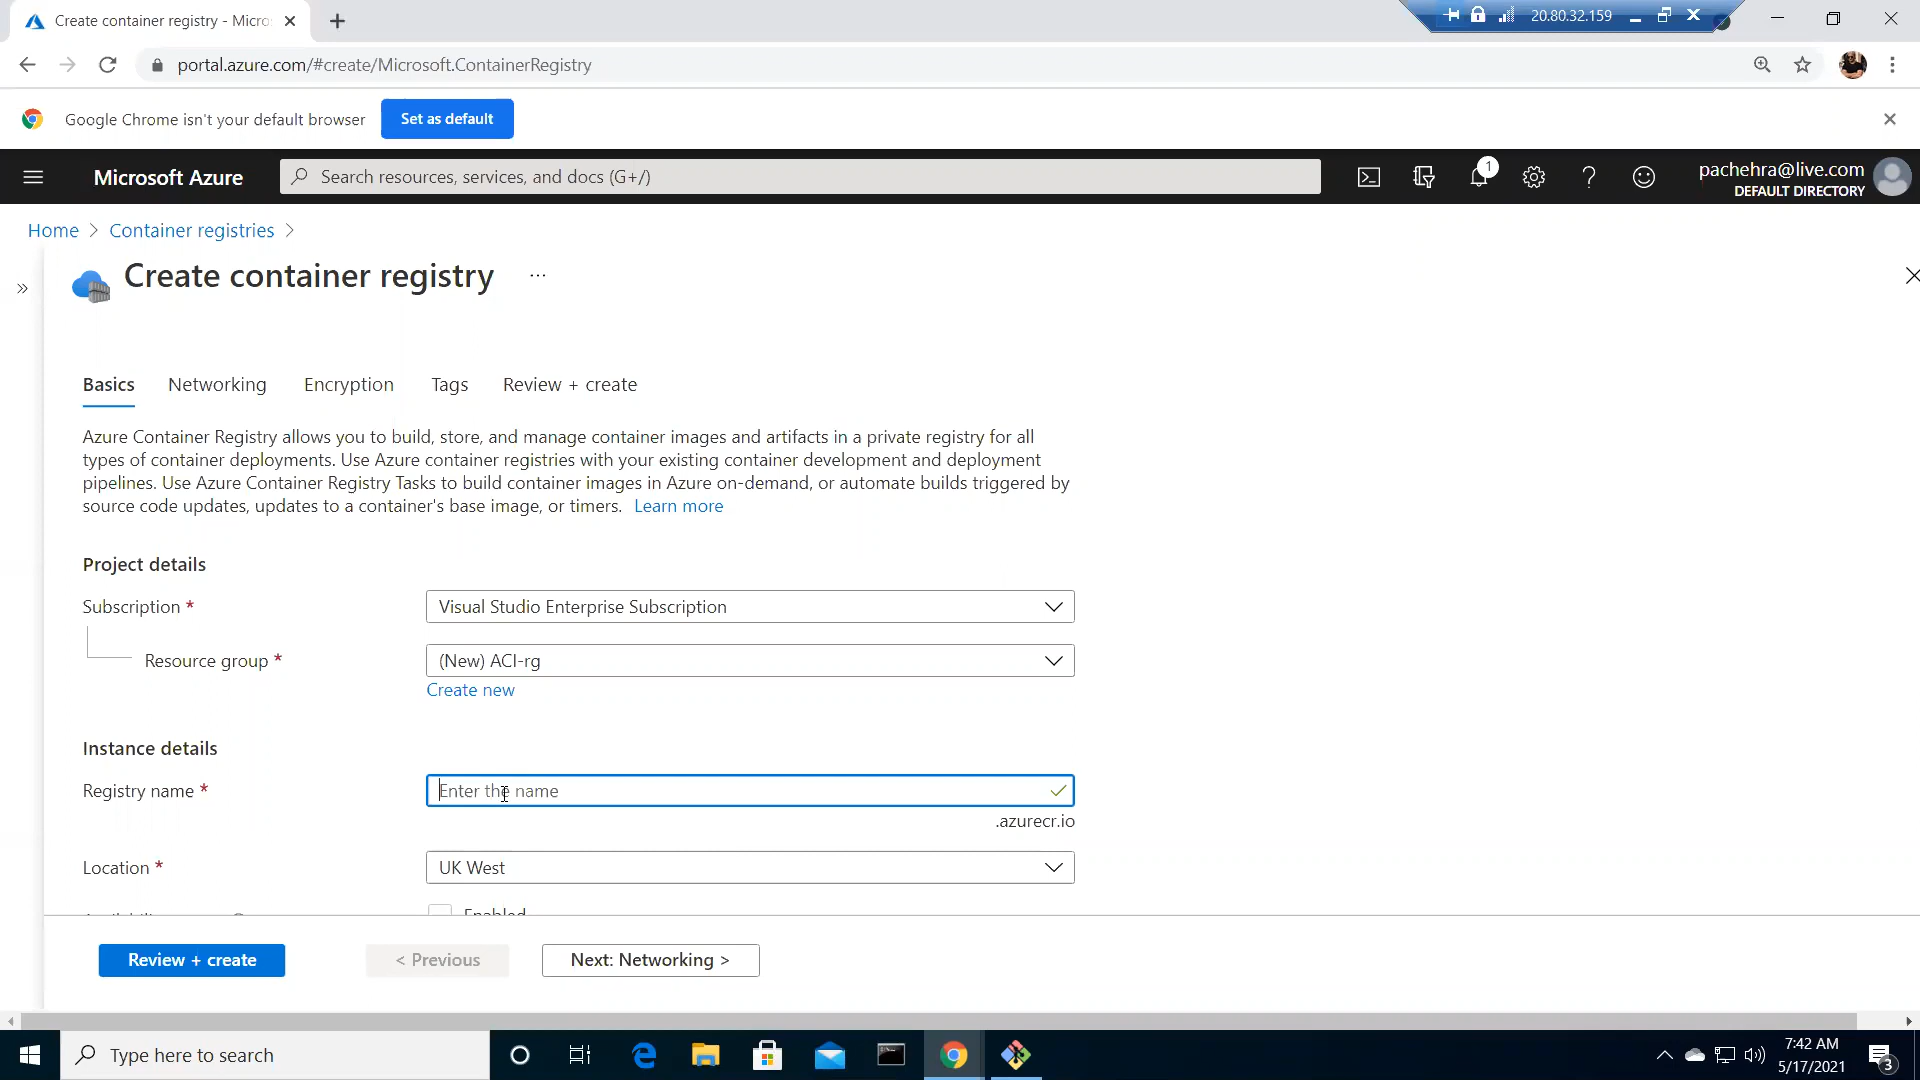 Create container registry - Micro
20.80.32.159
portal.azure.com/#create/Microsoft.ContainerRegistry
Google Chrome isn't your default browser
Set as default
Microsoft Azure
Search resources, services, and docs (G+/)
1
pachehra@live.com
DEFAULT DIRECTORY
Home > Container registries >
Create container registry ...
Basics
Networking
Encryption
Tags
Review + create
Azure Container Registry allows you to build, store, and manage container images and artifacts in a private registry for all
types of container deployments. Use Azure container registries with your existing container development and deployment
pipelines. Use Azure Container Registry Tasks to build container images in Azure on-demand, or automate builds triggered by
source code updates, updates to a container's base image, or timers. Learn more
Project details
Subscription *
Visual Studio Enterprise Subscription
Resource group *
(New) ACI-rg
Create new
Instance details
Registry name *
Enter the name
.azurecr.io
Location *
UK West
Enabled
Review + create
< Previous
Next: Networking >
Type here to search
7:42 AM
5/17/2021
3